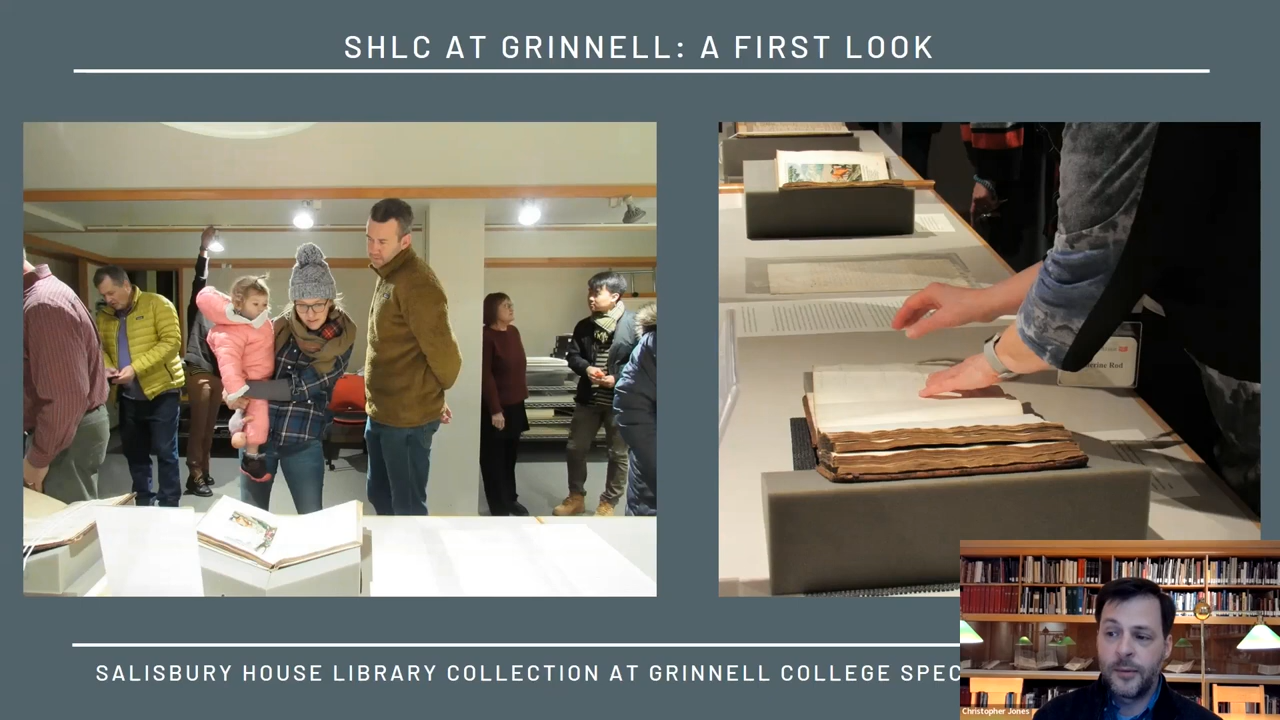 SHLC AT GRINNELL: A FIRST LOOK
SALISBURY HOUSE LIBRARY COLLECTION AT GRINNELL COLLEGE SPEC
Christopher Jones